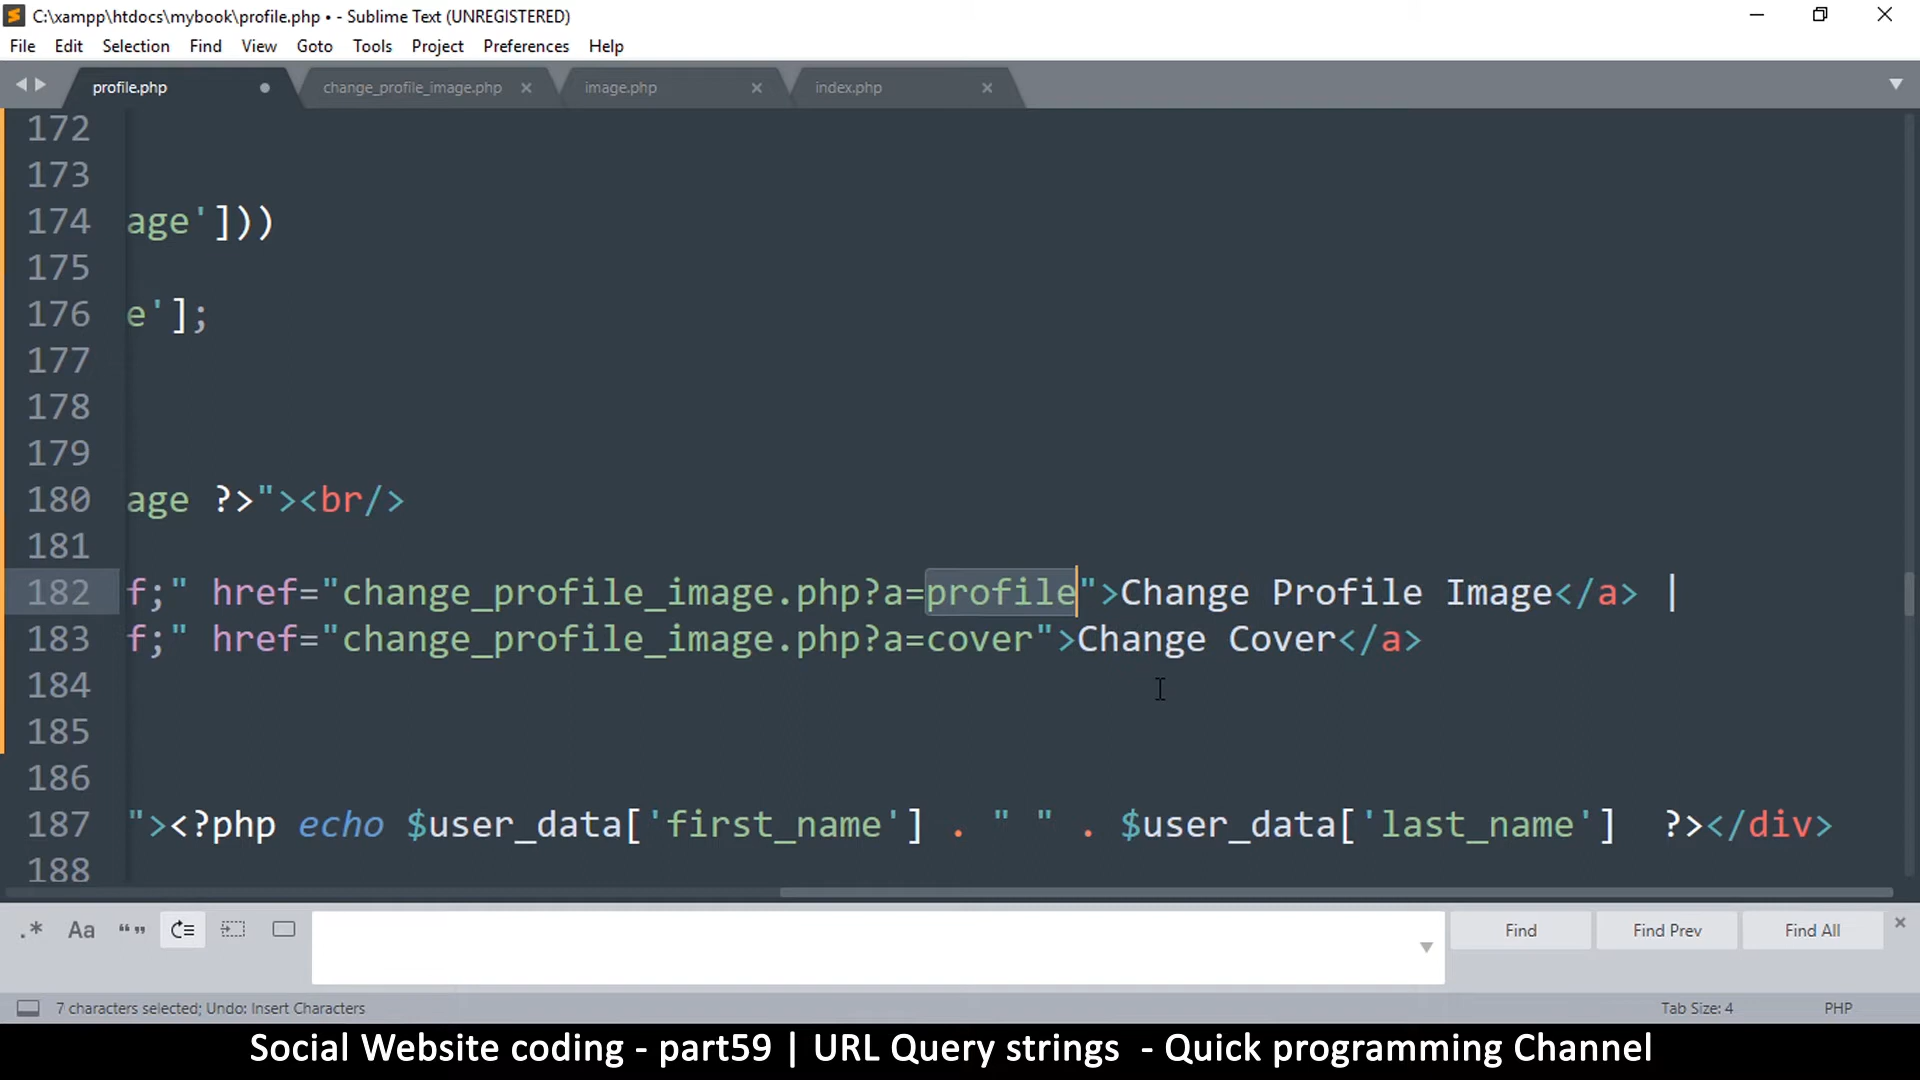 C:\xampp\htdocs\mybook\profile.php • - Sublime Text (UNREGISTERED)
File Edit Selection Find View Goto Tools Project Preferences Help
profile.php change_profile_image.php image.php index.php
172
173
174 age']))
175
176 e'];
177
178
179
180 age ?>"><br/>
181
182 f;" href="change_profile_image.php?a=profile">Change Profile Image</a> |
183 f;" href="change_profile_image.php?a=cover">Change Cover</a>
184
185
186
187 "><?php echo $user_data['first_name'] . " " . $user_data['last_name'] ?></div>
188
.* Aa “” Find Find Prev Find All
7 characters selected; Undo: Insert Characters Tab Size: 4 PHP
Social Website coding - part59 | URL Query strings - Quick programming Channel